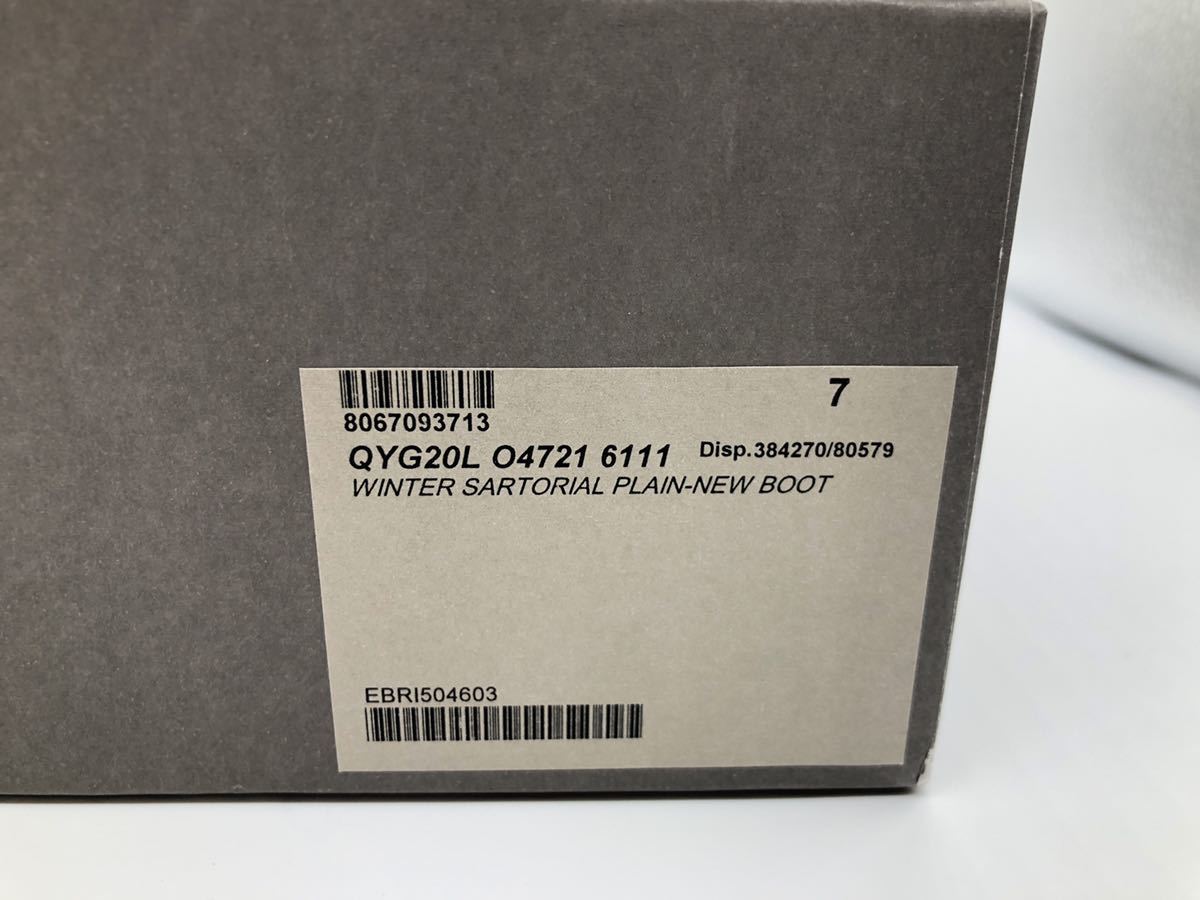 7
8067093713
QYG20L O4721 6111 Disp.384270/80579
WINTER SARTORIAL PLAIN-NEW BOOT
EBRI504603